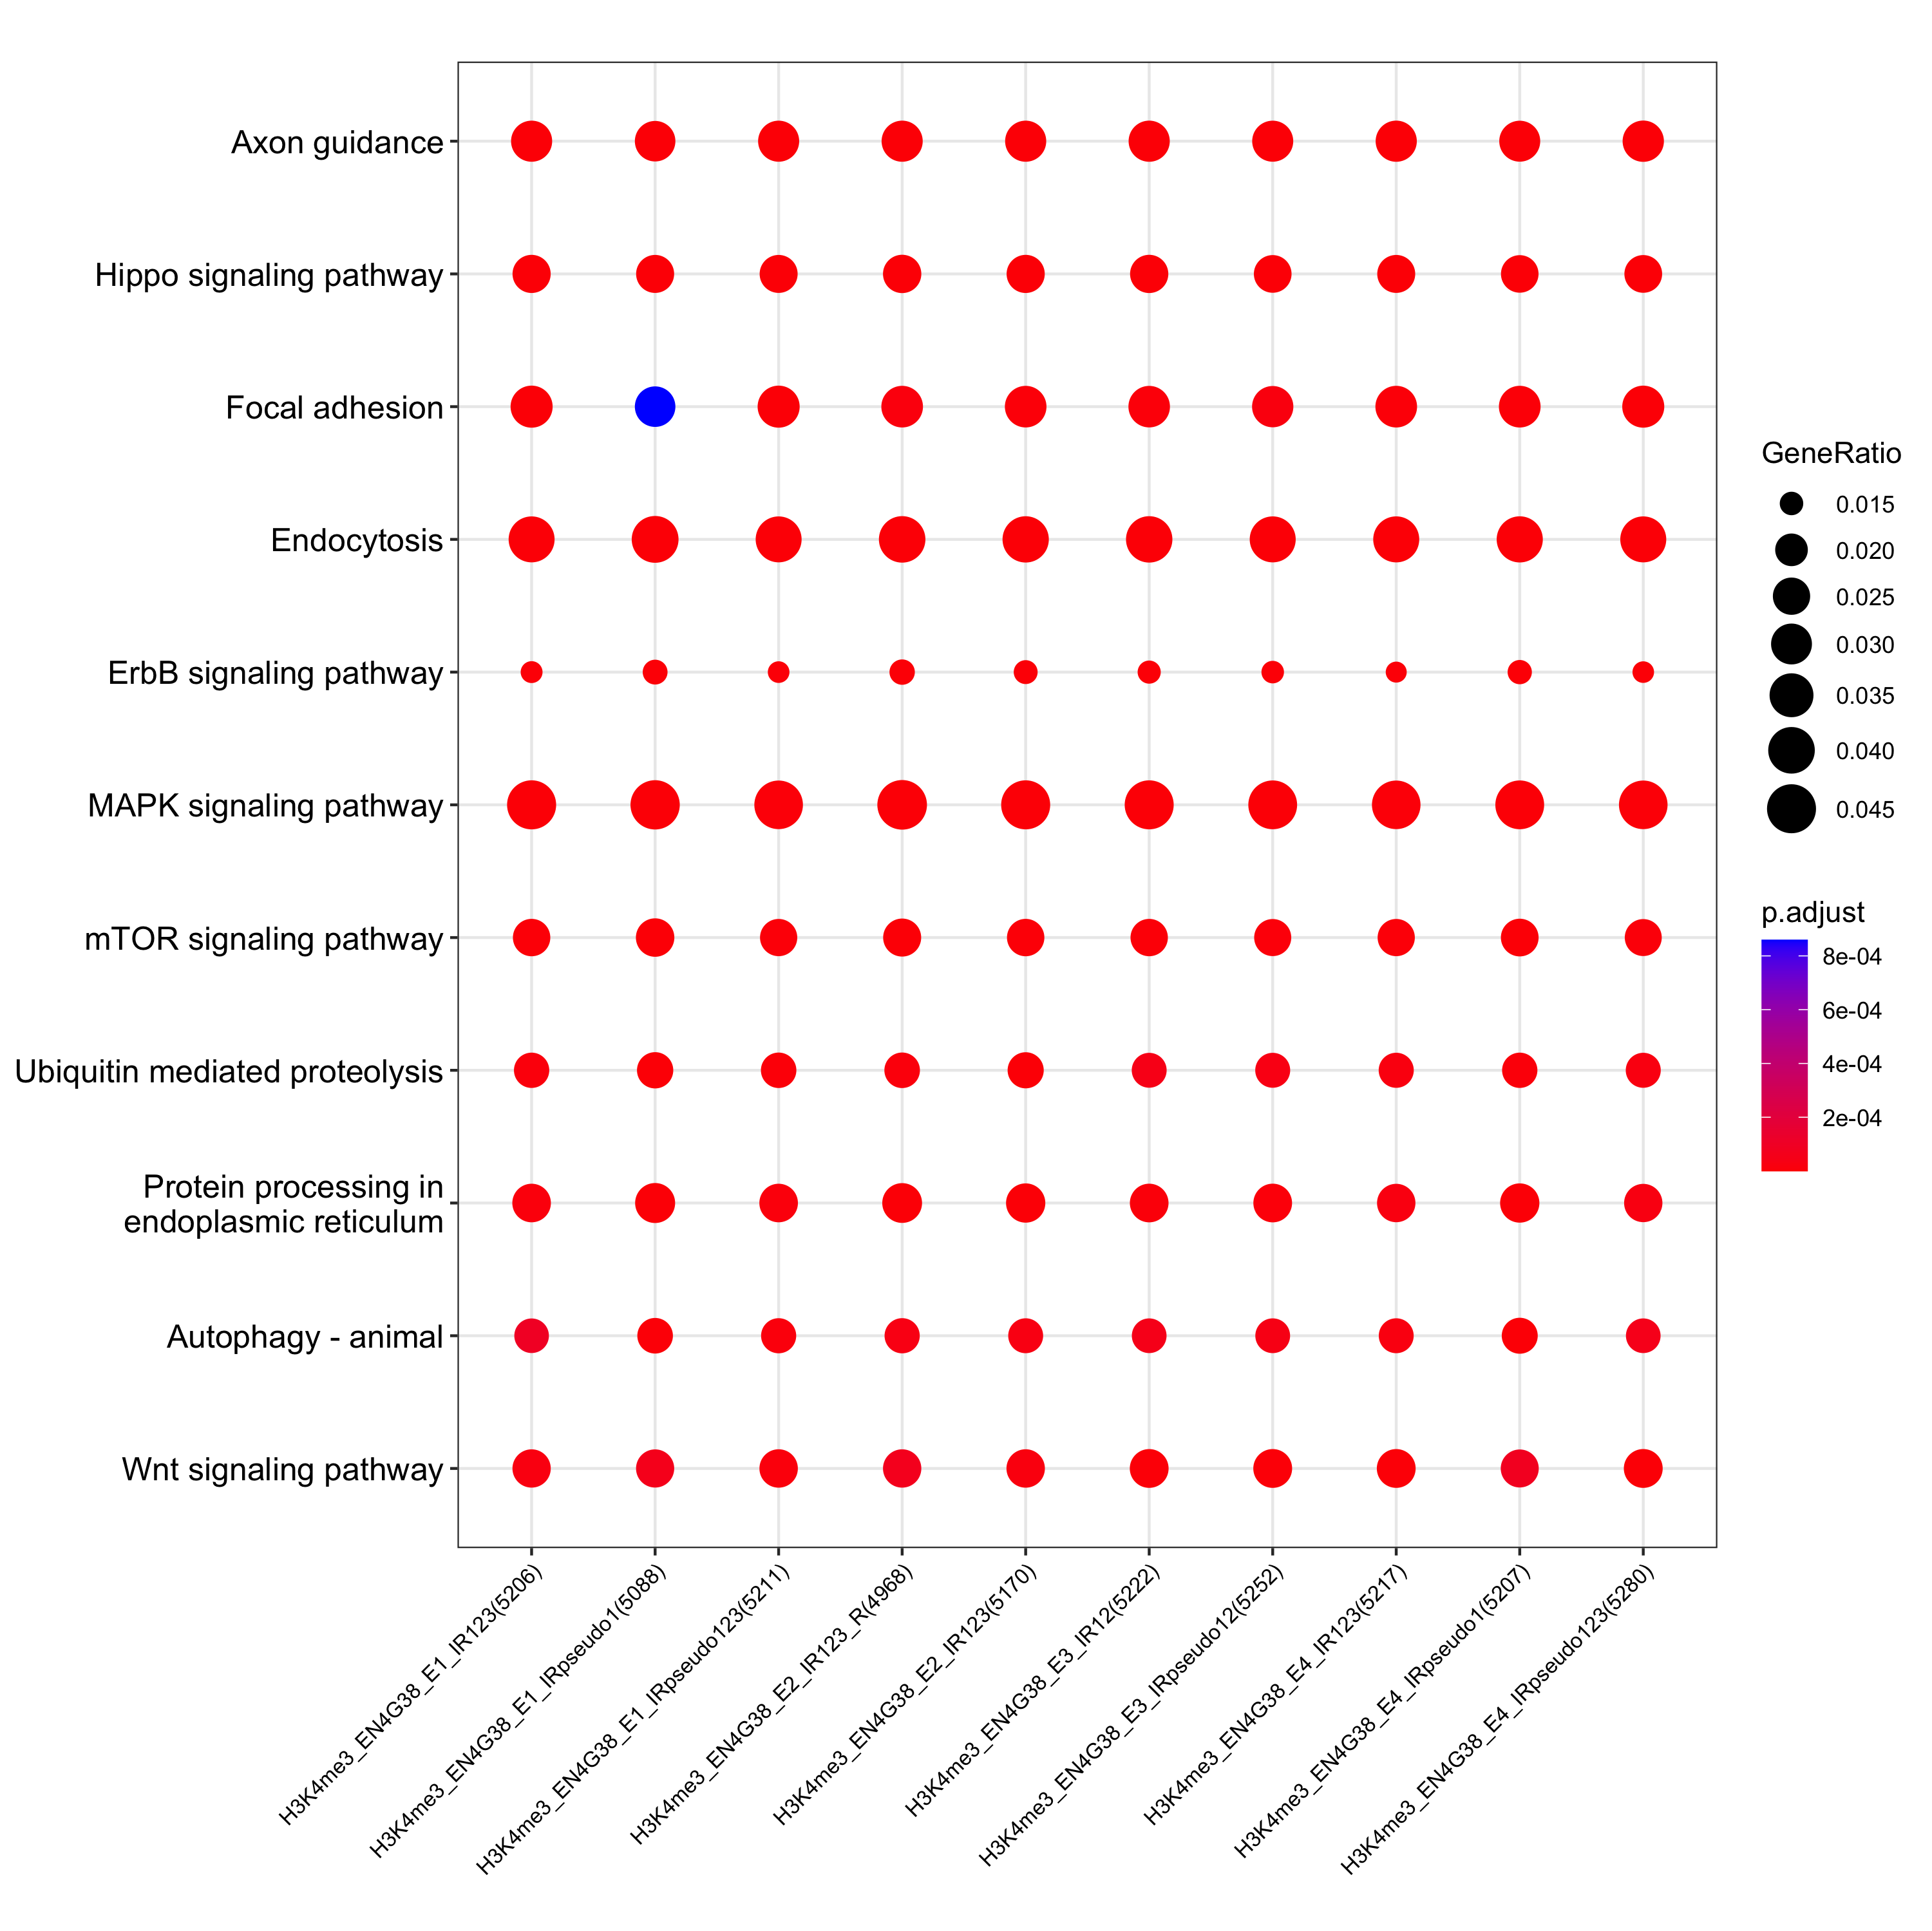 Axon guidance
Hippo signaling pathway
Focal adhesion
Endocytosis
ErbB signaling pathway
MAPK signaling pathway
mTOR signaling pathway
Ubiquitin mediated proteolysis
Protein processing in
endoplasmic reticulum
Autophagy - animal
Wnt signaling pathway
H3K4me3_EN4G38_E1_IR123(5206)
H3K4me3_EN4G38_E1_IRpseudo1(5088)
H3K4me3_EN4G38_E1_IRpseudo123(5211)
H3K4me3_EN4G38_E2_IR123_R(4968)
H3K4me3_EN4G38_E2_IR123(5170)
H3K4me3_EN4G38_E3_IR12(5222)
H3K4me3_EN4G38_E3_IRpseudo12(5252)
H3K4me3_EN4G38_E4_IR123(5217)
H3K4me3_EN4G38_E4_IRpseudo1(5207)
H3K4me3_EN4G38_E4_IRpseudo123(5280)
GeneRatio
0.015
0.020
0.025
0.030
0.035
0.040
0.045
p.adjust
8e-04
6e-04
4e-04
2e-04